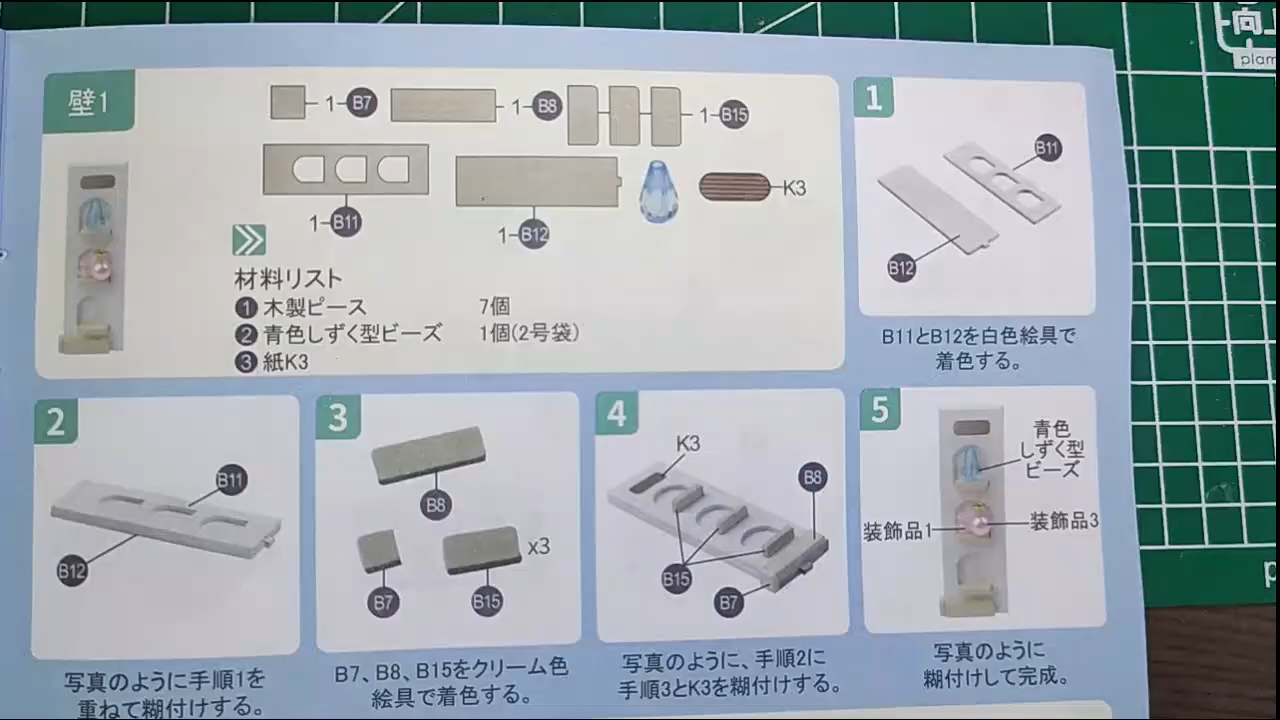 壁1
1-B7
1-B8
1-B15
1-B11
1-B12
K3
材料リスト
1 木製ピース 7個
2 青色しずく型ビーズ 1個(2号袋)
3 紙K3
1
B11
B12
B11とB12を白色絵具で
着色する。
2
B11
B12
写真のように手順1を
重ねて糊付けする。
3
B8
B7
B15
x3
B7、B8、B15をクリーム色
絵具で着色する。
4
K3
B8
B15
B7
写真のように、手順2に
手順3とK3を糊付けする。
5
青色
しずく型
ビーズ
装飾品1
装飾品3
写真のように
糊付けして完成。
向上